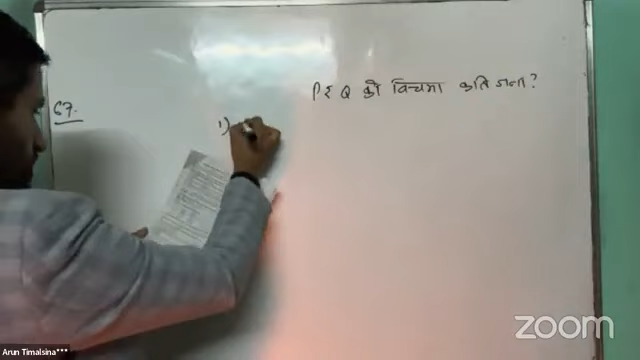 67.
P र Q को विचमा कति जना?
1)
zoom
Arun Timalsina***